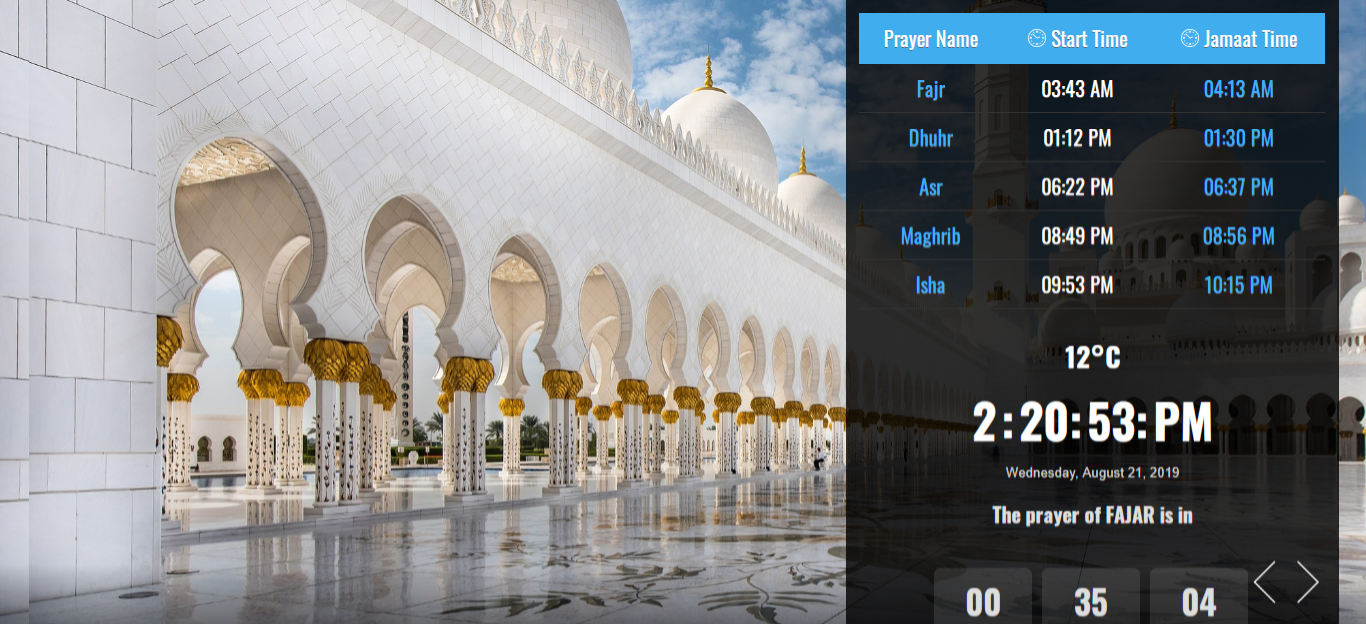 Prayer Name Start Time Jamaat Time
Fajr 03:43 AM 04:13 AM
Dhuhr 01:12 PM 01:30 PM
Asr 06:22 PM 06:37 PM
Maghrib 08:49 PM 08:56 PM
Isha 09:53 PM 10:15 PM
12°C
2:20:53:PM
Wednesday, August 21, 2019
The prayer of FAJAR is in
00 35 04